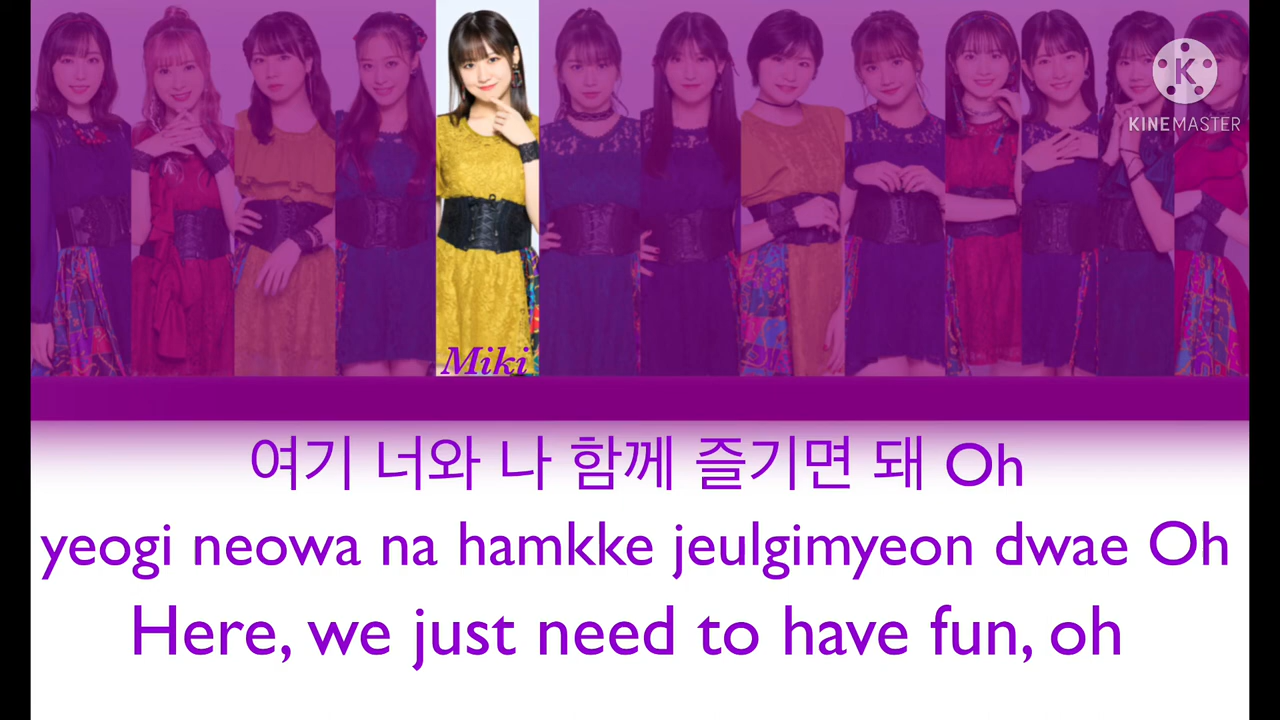 K
KINEMASTER
Miki
여기 너와 나 함께 즐기면 돼 Oh
yeogi neowa na hamkke jeulgimyeon dwae Oh
Here, we just need to have fun, oh